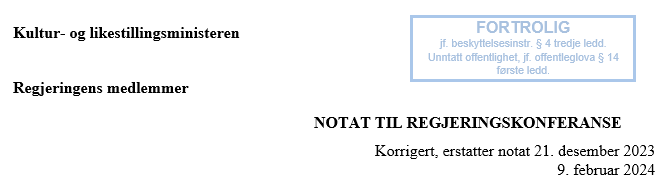 Kultur- og likestillingsministeren
FORTROLIG
jf. beskyttelsesinstr. § 4 tredje ledd.
Unntatt offentlighet, jf. offentleglova § 14
første ledd.
Regjeringens medlemmer
NOTAT TIL REGJERINGSKONFERANSE
Korrigert, erstatter notat 21. desember 2023
9. februar 2024